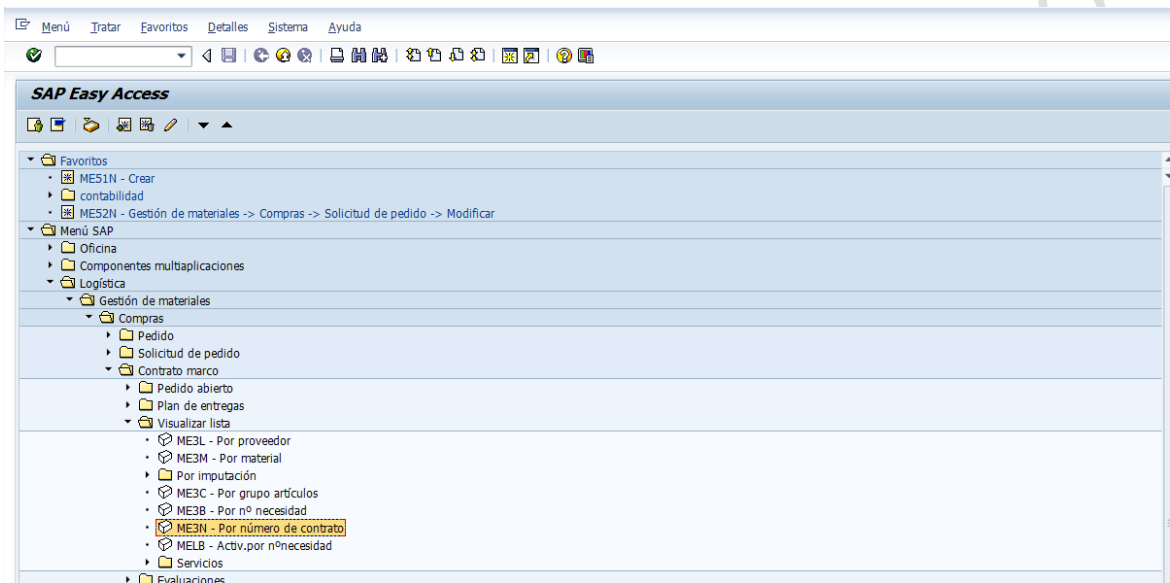 Menú Tratar Favoritos Detalles Sistema Ayuda
SAP Easy Access
Favoritos
ME51N - Crear
contabilidad
ME52N - Gestión de materiales -> Compras -> Solicitud de pedido -> Modificar
Menú SAP
Oficina
Componentes multiaplicaciones
Logística
Gestión de materiales
Compras
Pedido
Solicitud de pedido
Contrato marco
Pedido abierto
Plan de entregas
Visualizar lista
ME3L - Por proveedor
ME3M - Por material
Por imputación
ME3C - Por grupo artículos
ME3B - Por nº necesidad
ME3N - Por número de contrato
MELB - Activ.por nºnecesidad
Servicios
Evaluaciones